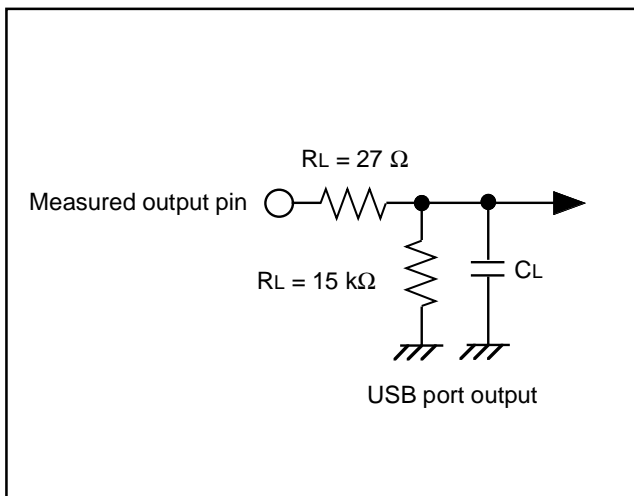 RL = 27 Ω
Measured output pin
RL = 15 kΩ
CL
USB port output